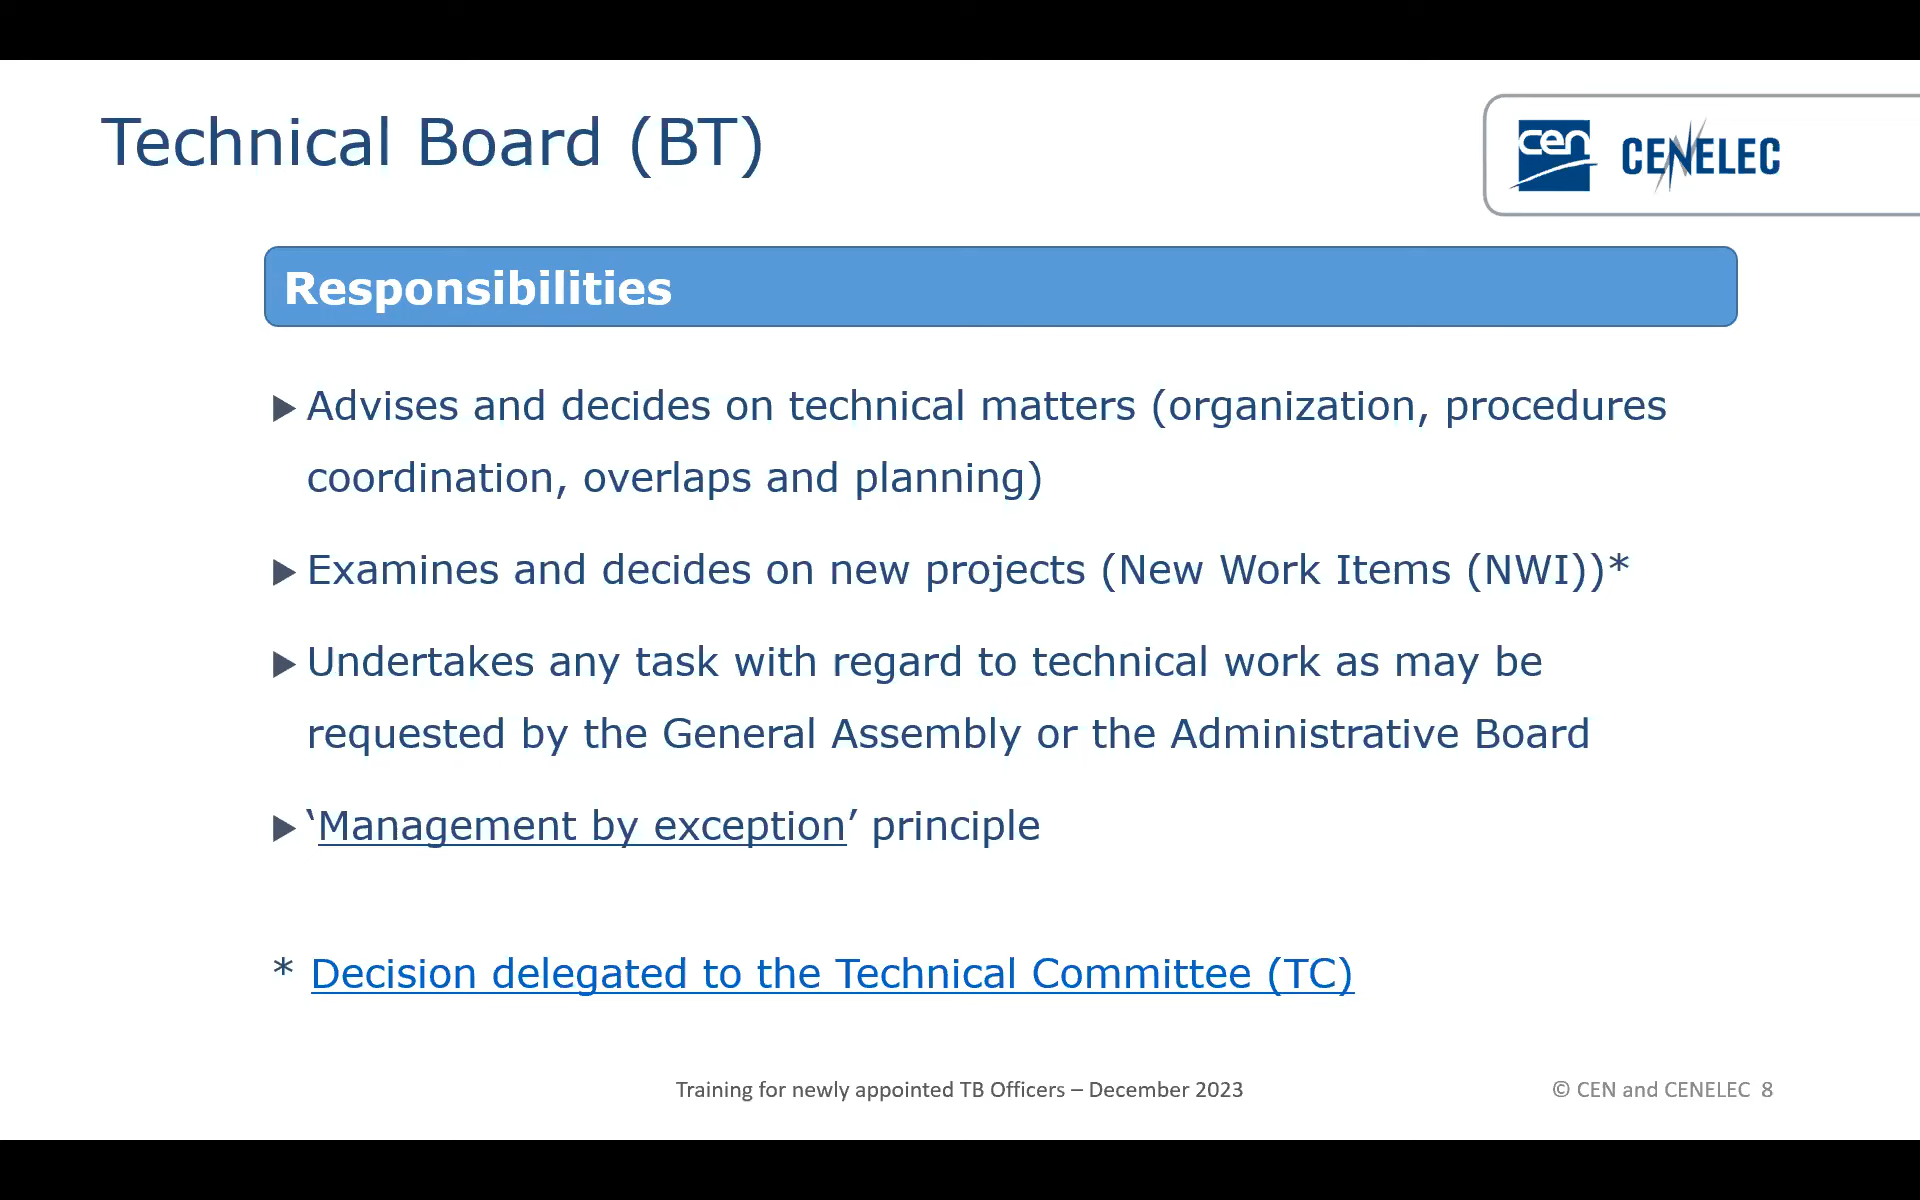 Technical Board (BT)
cen CENELEC
Responsibilities
▶ Advises and decides on technical matters (organization, procedures
coordination, overlaps and planning)
▶ Examines and decides on new projects (New Work Items (NWI))*
▶ Undertakes any task with regard to technical work as may be
requested by the General Assembly or the Administrative Board
▶ ‘Management by exception’ principle
* Decision delegated to the Technical Committee (TC)
Training for newly appointed TB Officers – December 2023
© CEN and CENELEC 8